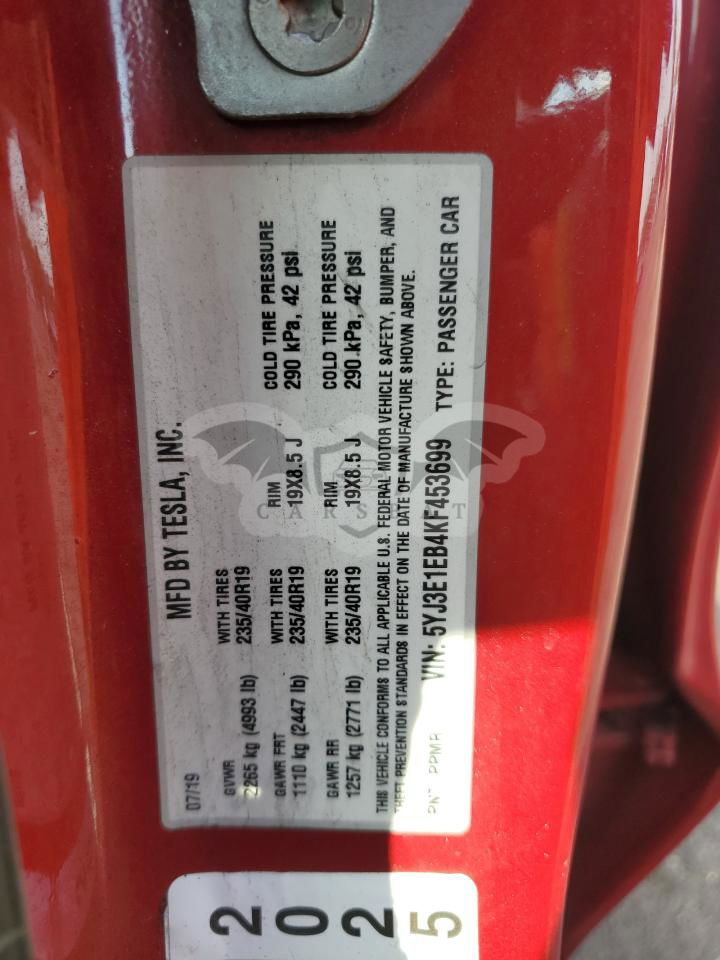 MFD BY TESLA, INC.
07/19
GVWR WITH TIRES
2265 kg (4993 lb) 235/40R19
GAWR FRT WITH TIRES RIM COLD TIRE PRESSURE
1110 kg (2447 lb) 235/40R19 19X8.5 J 290 kPa, 42 psi
GAWR RR WITH TIRES RIM COLD TIRE PRESSURE
1257 kg (2771 lb) 235/40R19 19X8.5 J 290 kPa, 42 psi
THIS VEHICLE CONFORMS TO ALL APPLICABLE U.S. FEDERAL MOTOR VEHICLE SAFETY, BUMPER, AND
THEFT PREVENTION STANDARDS IN EFFECT ON THE DATE OF MANUFACTURE SHOWN ABOVE.
PNT PPMR VIN: 5YJ3E1EB4KF453699 TYPE: PASSENGER CAR
2025